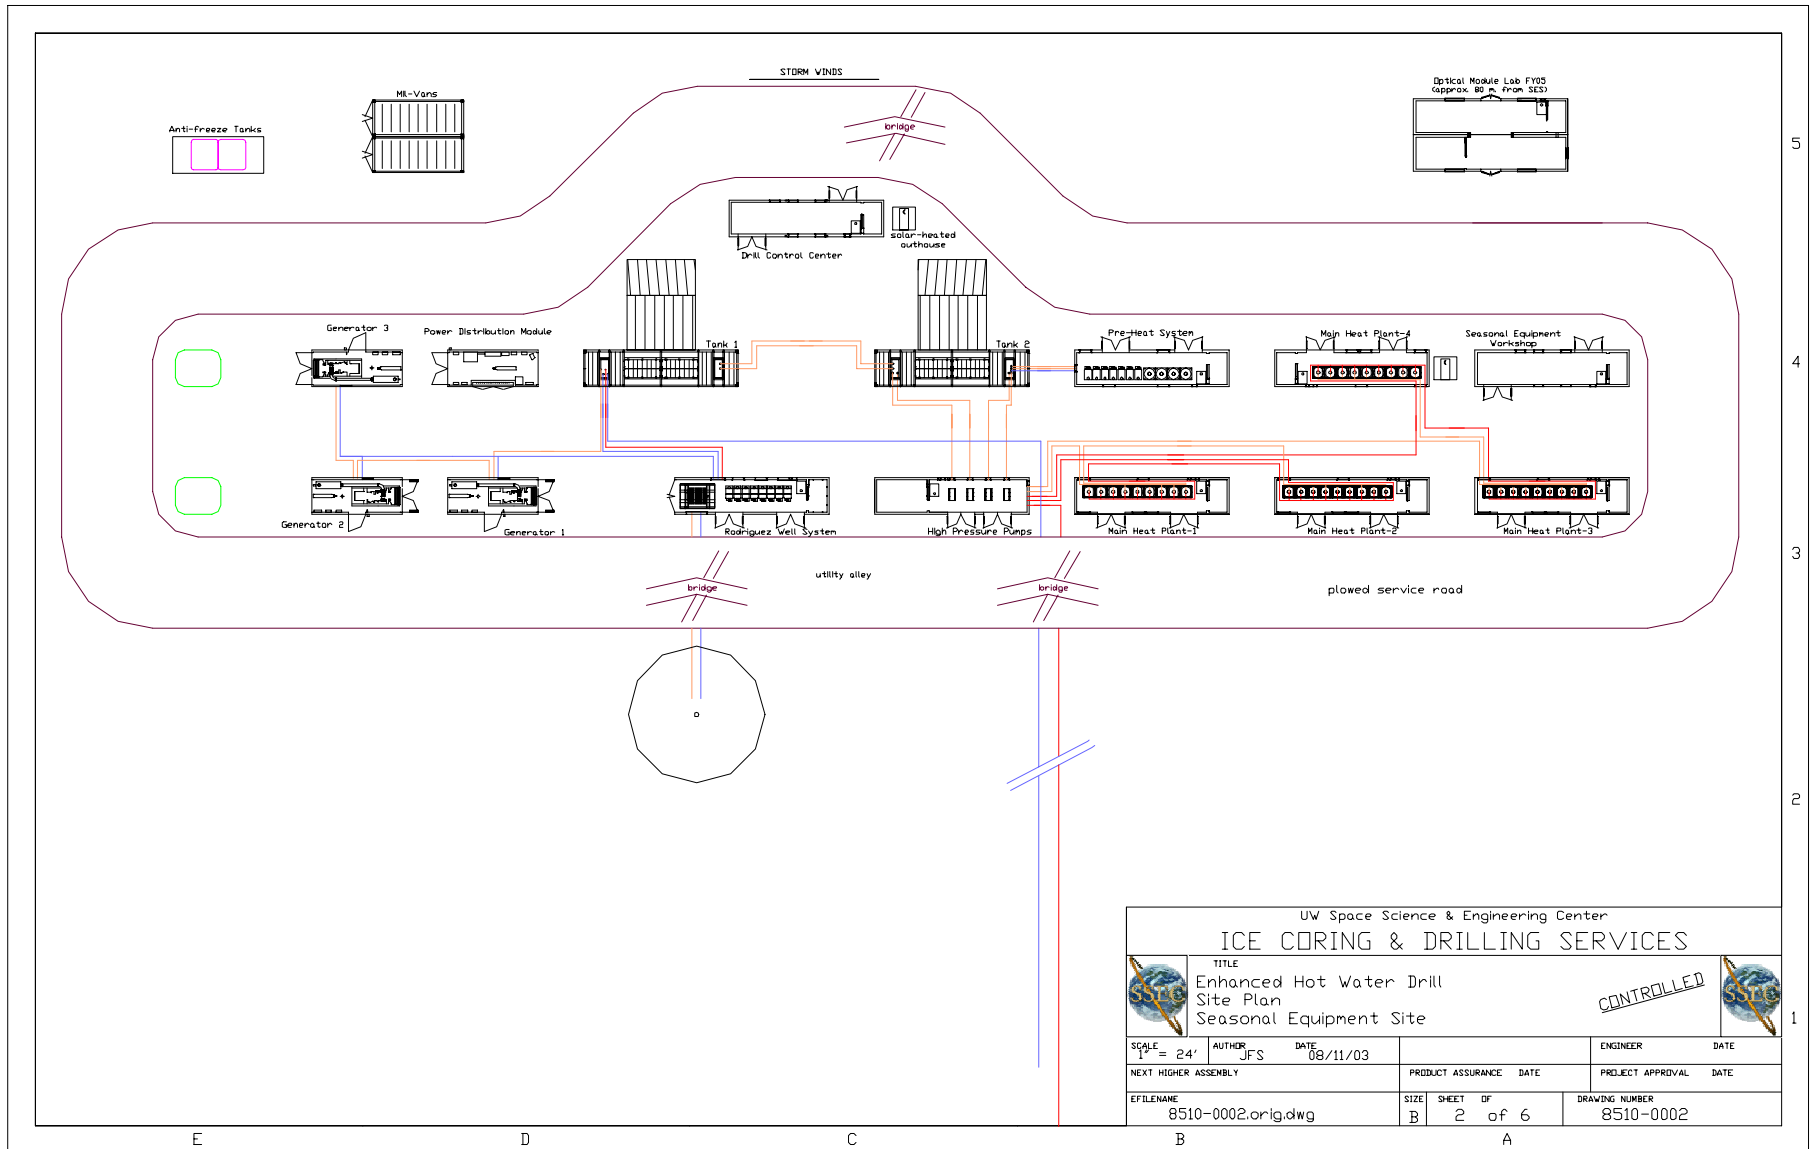 STORM WINDS
Optical Module Lab FY05
(approx. 80 m. from SES)
Mil-Vans
Anti-freeze Tanks
bridge
5
solar-heated
outhouse
Drill Control Center
Generator 3
Power Distribution Module
Tank 1
Tank 2
Pre-Heat System
Main Heat Plant-4
Seasonal Equipment
Workshop
4
Generator 2
Generator 1
Rodriguez Well System
High Pressure Pumps
Main Heat Plant-1
Main Heat Plant-2
Main Heat Plant-3
3
utility alley
bridge
bridge
plowed service road
2
UW Space Science & Engineering Center
ICE CORING & DRILLING SERVICES
SSEC
TITLE
Enhanced Hot Water Drill
Site Plan
Seasonal Equipment Site
CONTROLLED
SSEC
1
SCALE
1" = 24'
AUTHOR
JFS
DATE
08/11/03
ENGINEER DATE
NEXT HIGHER ASSEMBLY
PRODUCT ASSURANCE DATE
PROJECT APPROVAL DATE
EFILENAME
8510-0002.orig.dwg
SIZE
B
SHEET OF
2 of 6
DRAWING NUMBER
8510-0002
E D C B A